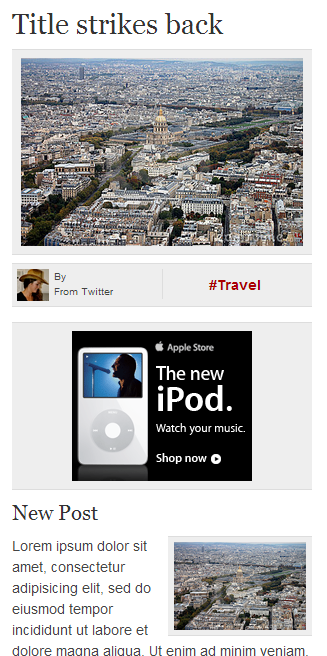 Title strikes back
By
From Twitter
#Travel
Apple Store
The new
iPod.
Watch your music.
Shop now
New Post
Lorem ipsum dolor sit
amet, consectetur
adipisicing elit, sed do
eiusmod tempor
incididunt ut labore et
dolore magna aliqua. Ut enim ad minim veniam,